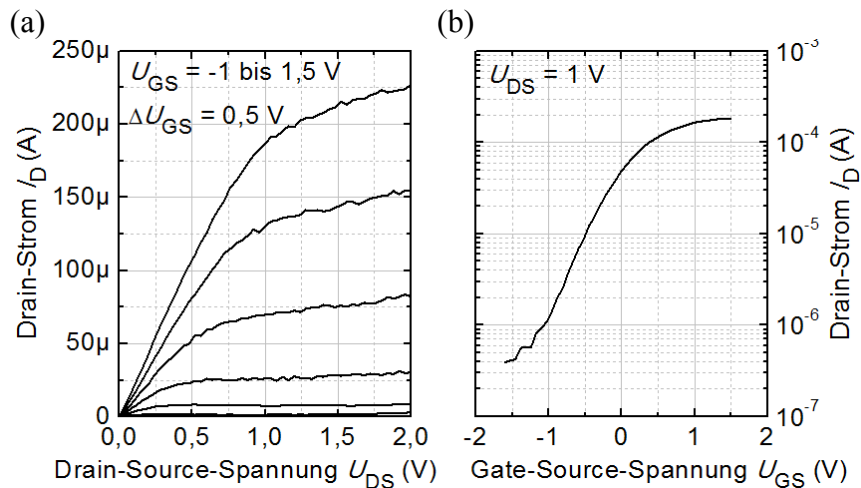 (a)
(b)
Drain-Strom I_D (A)
250µ
200µ
150µ
100µ
50µ
0
U_GS = -1 bis 1,5 V
ΔU_GS = 0,5 V
0,0 0,5 1,0 1,5 2,0
Drain-Source-Spannung U_DS (V)
U_DS = 1 V
10^-3
10^-4
10^-5
10^-6
10^-7
Drain-Strom I_D (A)
-2 -1 0 1 2
Gate-Source-Spannung U_GS (V)